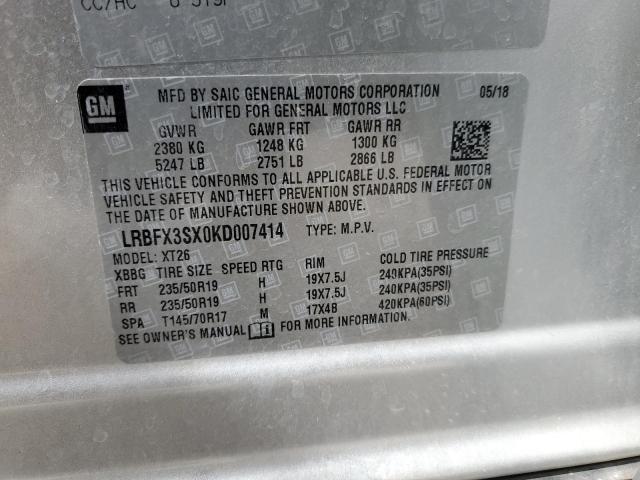 GM
MFD BY SAIC GENERAL MOTORS CORPORATION 05/18
LIMITED FOR GENERAL MOTORS LLC
GVWR GAWR FRT GAWR RR
2380 KG 1248 KG 1300 KG
5247 LB 2751 LB 2866 LB
THIS VEHICLE CONFORMS TO ALL APPLICABLE U.S. FEDERAL MOTOR
VEHICLE SAFETY AND THEFT PREVENTION STANDARDS IN EFFECT ON
THE DATE OF MANUFACTURE SHOWN ABOVE.
LRBFX3SX0KD007414 TYPE: M.P.V.
MODEL: XT26
XBBG TIRE SIZE SPEED RTG RIM COLD TIRE PRESSURE
FRT 235/50R19 H 19X7.5J 240KPA(35PSI)
RR 235/50R19 H 19X7.5J 240KPA(35PSI)
SPA T145/70R17 M 17X4B 420KPA(60PSI)
SEE OWNER'S MANUAL FOR MORE INFORMATION.